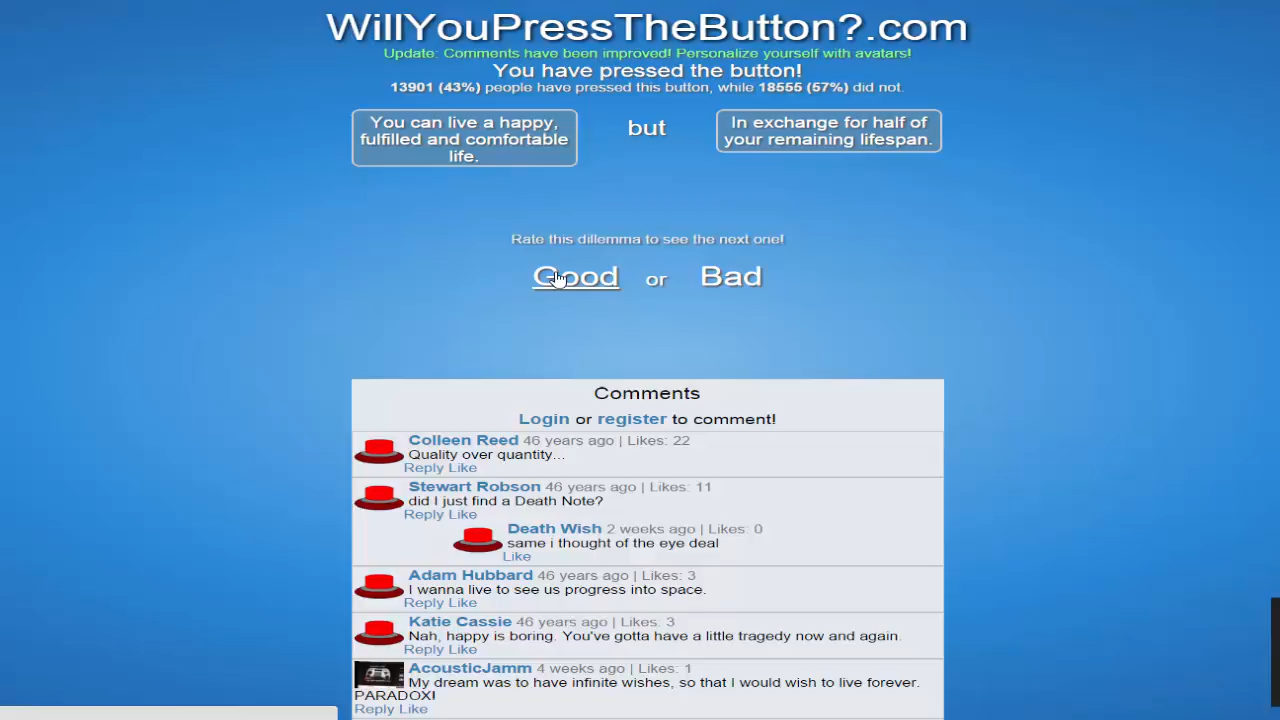 WillYouPressTheButton?.com
Update: Comments have been improved! Personalize yourself with avatars!
You have pressed the button!
13901 (43%) people have pressed this button, while 18555 (57%) did not.
You can live a happy,
fulfilled and comfortable
life.
but
In exchange for half of
your remaining lifespan.
Rate this dillemma to see the next one!
Good or Bad
Comments
Login or register to comment!
Colleen Reed 46 years ago | Likes: 22
Quality over quantity...
Reply Like
Stewart Robson 46 years ago | Likes: 11
did I just find a Death Note?
Reply Like
Death Wish 2 weeks ago | Likes: 0
same i thought of the eye deal
Like
Adam Hubbard 46 years ago | Likes: 3
I wanna live to see us progress into space.
Reply Like
Katie Cassie 46 years ago | Likes: 3
Nah, happy is boring. You've gotta have a little tragedy now and again.
Reply Like
AcousticJamm 4 weeks ago | Likes: 1
My dream was to have infinite wishes, so that I would wish to live forever.
PARADOX!
Reply Like